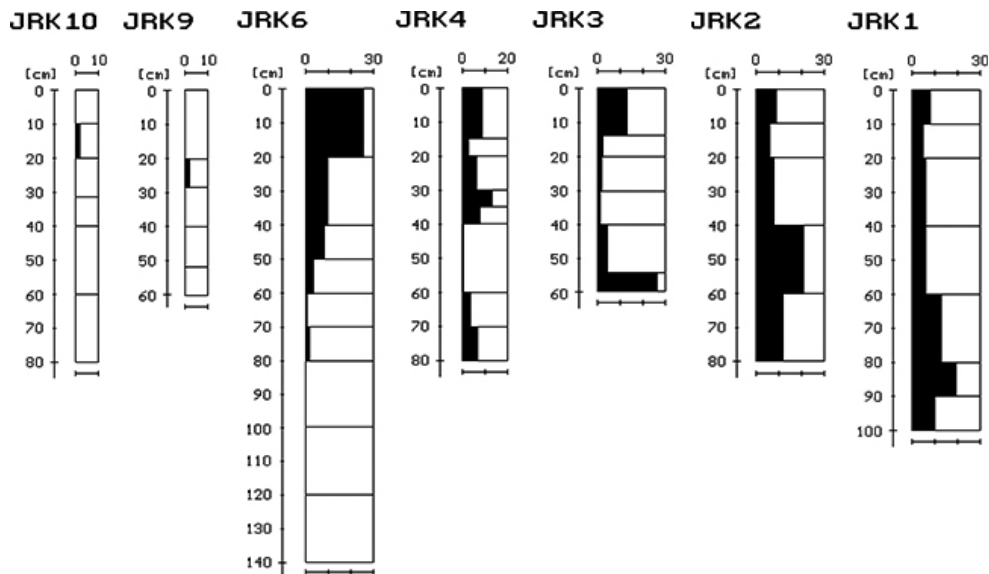 JRK10 JRK9 JRK6 JRK4 JRK3 JRK2 JRK1
0 10 0 10 0 30 0 20 0 30 0 30 0 30
[cm] [cm] [cm] [cm] [cm] [cm] [cm]
0 0 0 0 0 0 0
10 10 10 10 10 10 10
20 20 20 20 20 20 20
30 30 30 30 30 30 30
40 40 40 40 40 40 40
50 50 50 50 50 50 50
60 60 60 60 60 60 60
70 70 70 70 70
80 80 80 80 80
90 90
100 100
110
120
130
140